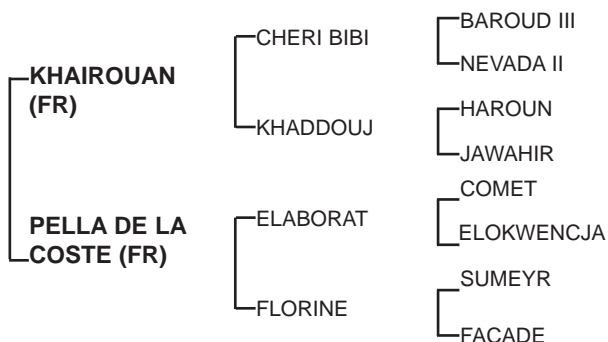 KHAIROUAN
(FR)
PELLA DE LA
COSTE (FR)
CHERI BIBI
KHADDOUJ
ELABORAT
FLORINE
BAROUD III
NEVADA II
HAROUN
JAWAHIR
COMET
ELOKWENCJA
SUMEYR
FACADE